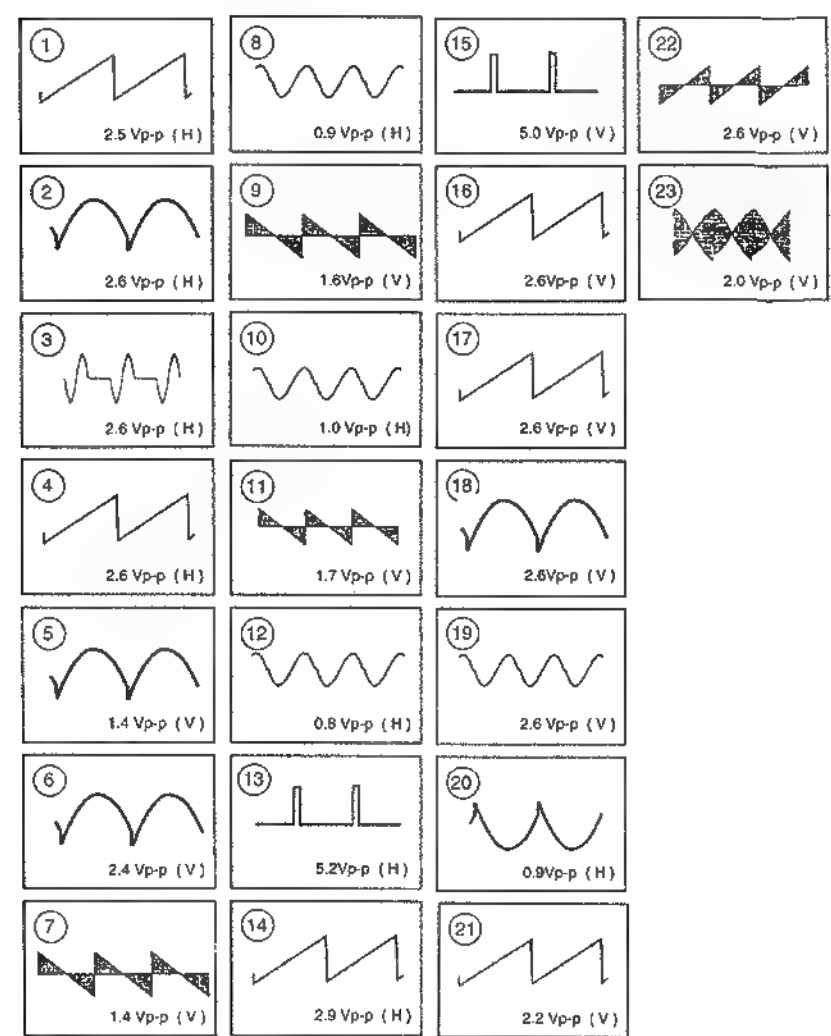 1
2.5 Vp-p (H)
2
2.6 Vp-p (H)
3
2.6 Vp-p (H)
4
2.6 Vp-p (H)
5
1.4 Vp-p (V)
6
2.4 Vp-p (V)
7
1.4 Vp-p (V)
8
0.9 Vp-p (H)
9
1.6Vp-p (V)
10
1.0 Vp-p (H)
11
1.7 Vp-p (V)
12
0.8 Vp-p (H)
13
5.2Vp-p (H)
14
2.9 Vp-p (H)
15
5.0 Vp-p (V)
16
2.6Vp-p (V)
17
2.6 Vp-p (V)
18
2.6Vp-p (V)
19
2.6 Vp-p (V)
20
0.9Vp-p (H)
21
2.2 Vp-p (V)
22
2.6 Vp-p (V)
23
2.0 Vp-p (V)